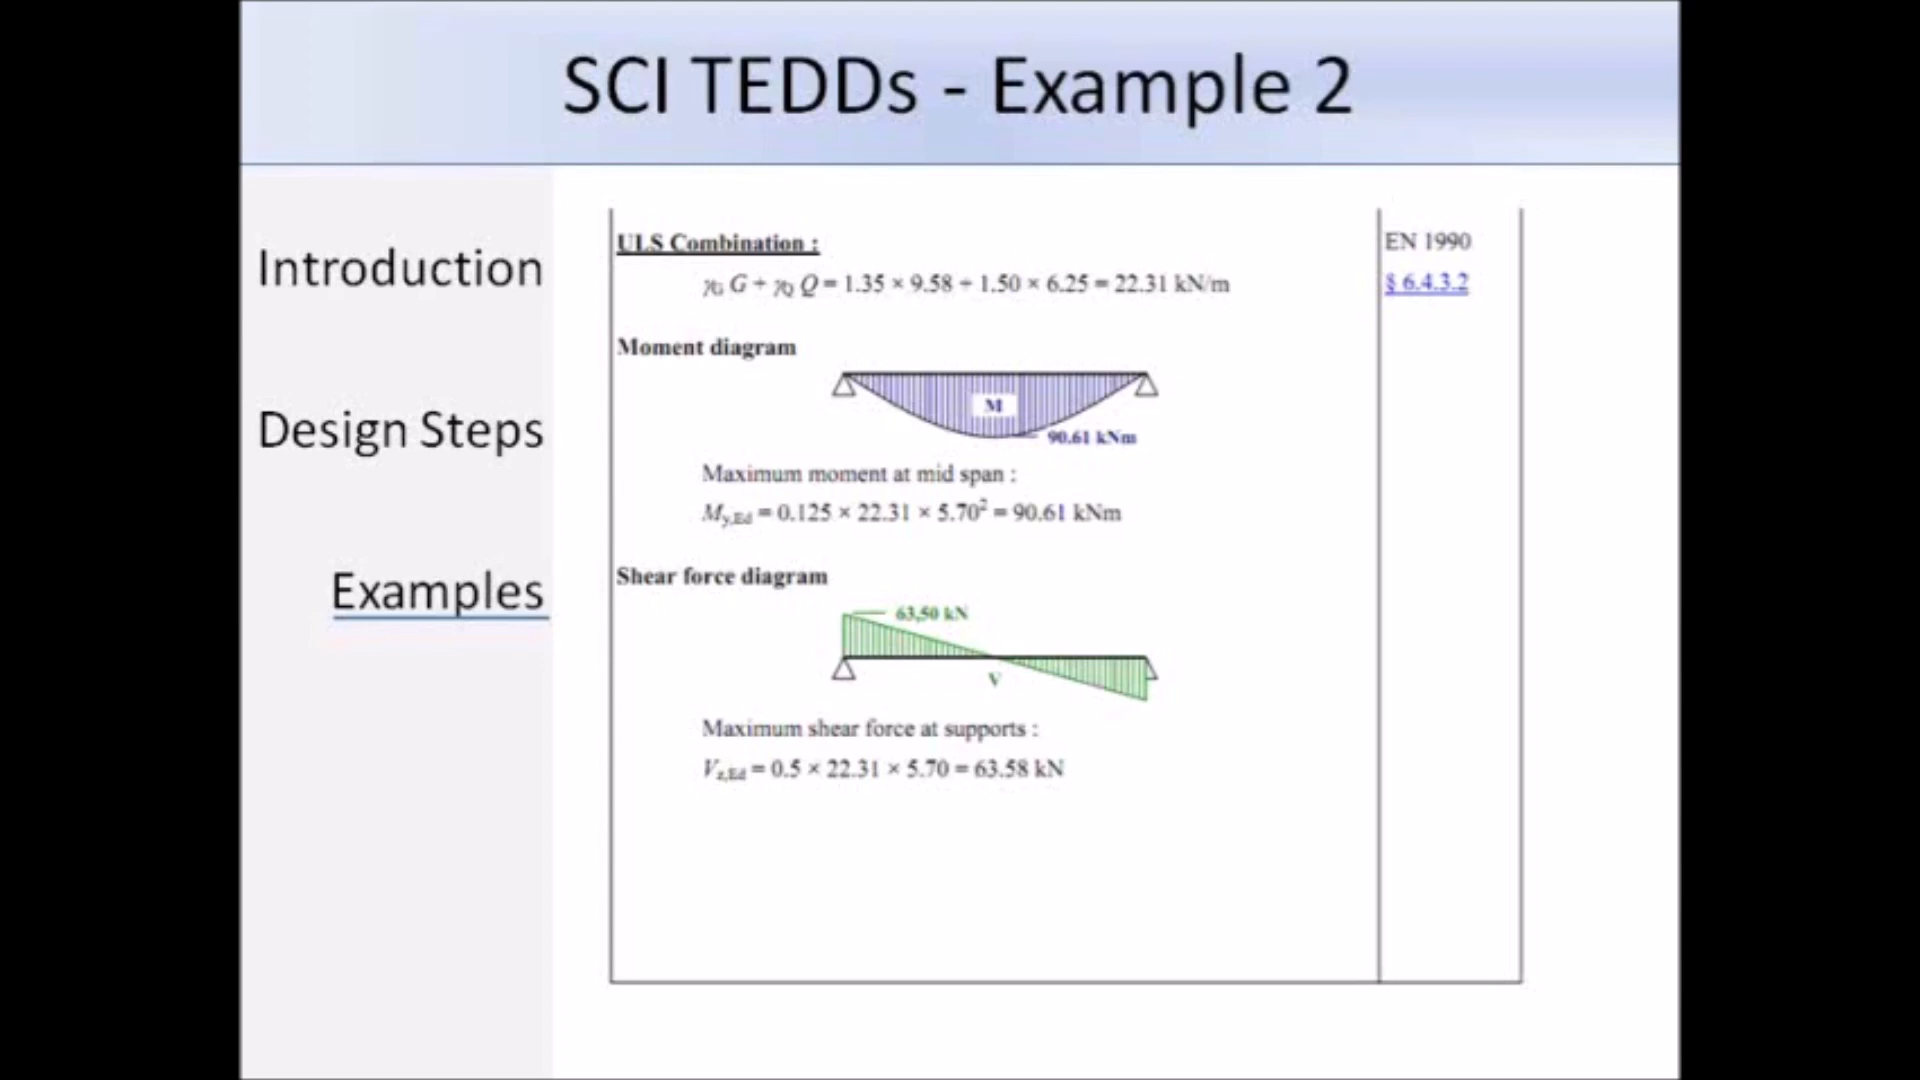 SCI TEDDs - Example 2
Introduction
Design Steps
Examples
ULS Combination :
γG G + γQ Q = 1.35 × 9.58 + 1.50 × 6.25 = 22.31 kN/m
EN 1990
§ 6.4.3.2
Moment diagram
M
90.61 kNm
Maximum moment at mid span :
My,Ed = 0.125 × 22.31 × 5.70² = 90.61 kNm
Shear force diagram
63,50 kN
V
Maximum shear force at supports :
Vz,Ed = 0.5 × 22.31 × 5.70 = 63.58 kN